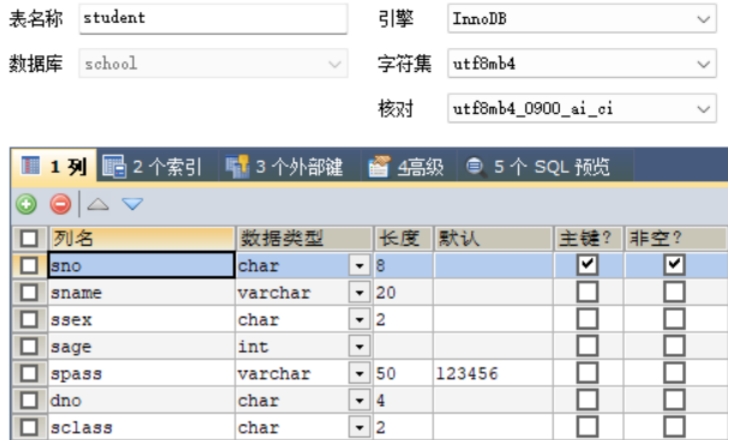 表名称 student 引擎 InnoDB
数据库 school 字符集 utf8mb4
核对 utf8mb4_0900_ai_ci
1 列 2 个索引 3 个外部键 4高级 5 个 SQL 预览
列名 数据类型 长度 默认 主键? 非空?
sno char 8
sname varchar 20
ssex char 2
sage int
spass varchar 50 123456
dno char 4
sclass char 2